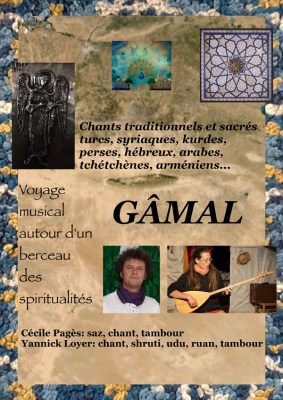 Chants traditionnels et sacrés
turcs, syriaques, kurdes,
perses, hébreux, arabes,
tchétchènes, arméniens...
Voyage
musical
autour d'un
berceau
des
spiritualités
GÂMAL
Cécile Pagès: saz, chant, tambour
Yannick Loyer: chant, shruti, udu, ruan, tambour